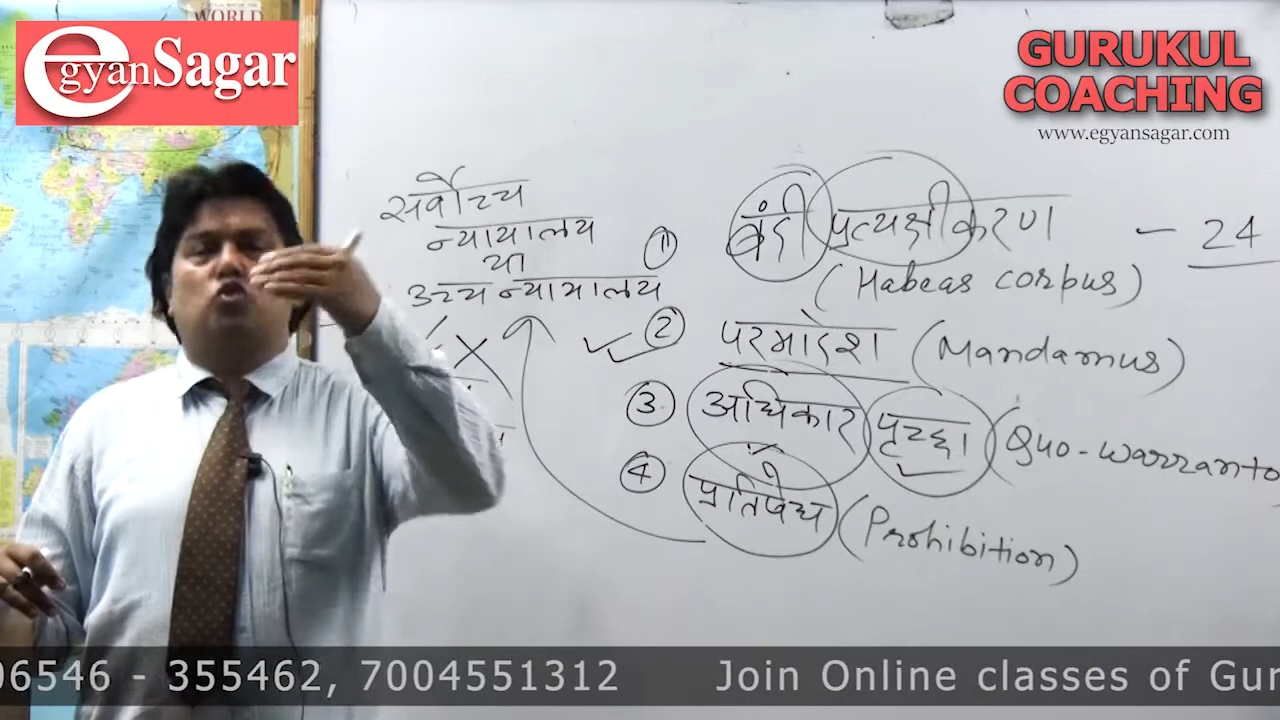 WORLD
egyanSagar
GURUKUL
COACHING
www.egyansagar.com
सर्वोच्च
न्यायालय
या
उच्च न्यायालय
① बंदी प्रत्यक्षीकरण - 24
(Habeas corpus)
② परमादेश (Mandamus)
③ अधिकार पृच्छा (Quo-warranto
④ प्रतिषेध (Prohibition)
06546 - 355462, 7004551312 Join Online classes of Gur